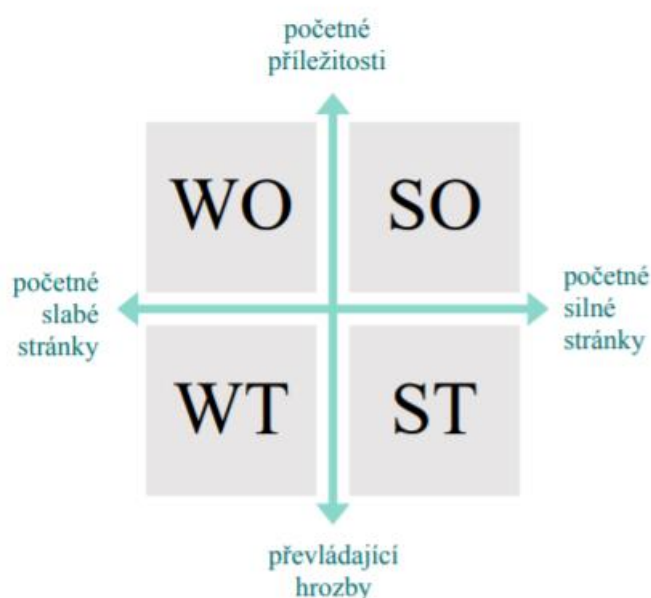 početné
příležitosti
WO
SO
početné
slabé
stránky
početné
silné
stránky
WT
ST
převládající
hrozby